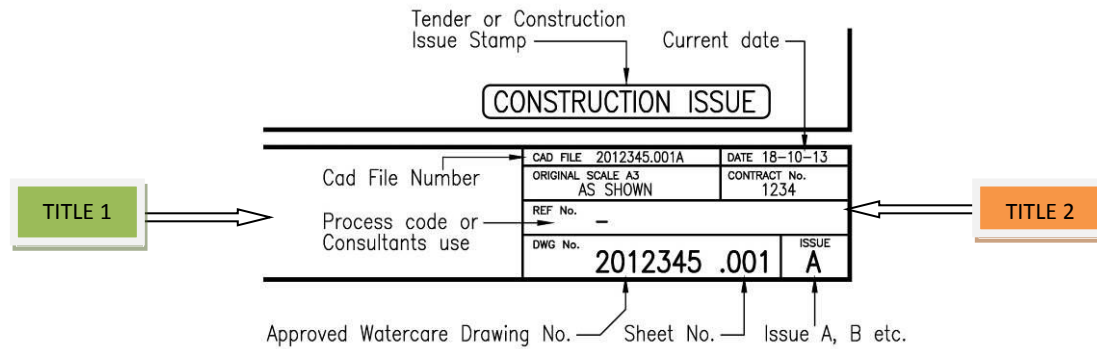 Tender or Construction
Issue Stamp
Current date
CONSTRUCTION ISSUE
CAD FILE 2012345.001A
DATE 18-10-13
Cad File Number
ORIGINAL SCALE A3
AS SHOWN
CONTRACT No.
1234
TITLE 1
TITLE 2
Process code or
Consultants use
REF No.
–
DWG No.
2012345 .001
ISSUE
A
Approved Watercare Drawing No.
Sheet No.
Issue A, B etc.